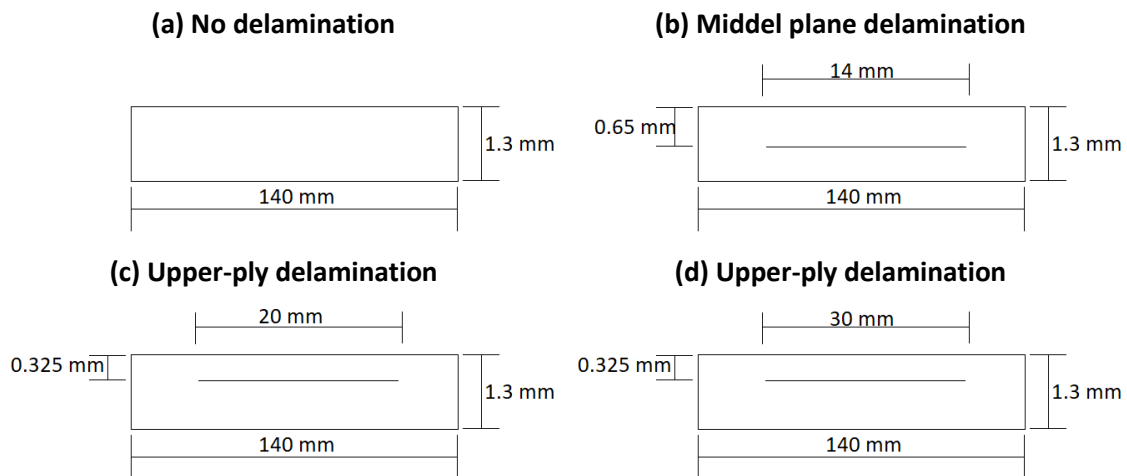 (a) No delamination
(b) Middel plane delamination
14 mm
0.65 mm
1.3 mm
1.3 mm
140 mm
140 mm
(c) Upper-ply delamination
(d) Upper-ply delamination
20 mm
30 mm
0.325 mm
1.3 mm
0.325 mm
1.3 mm
140 mm
140 mm